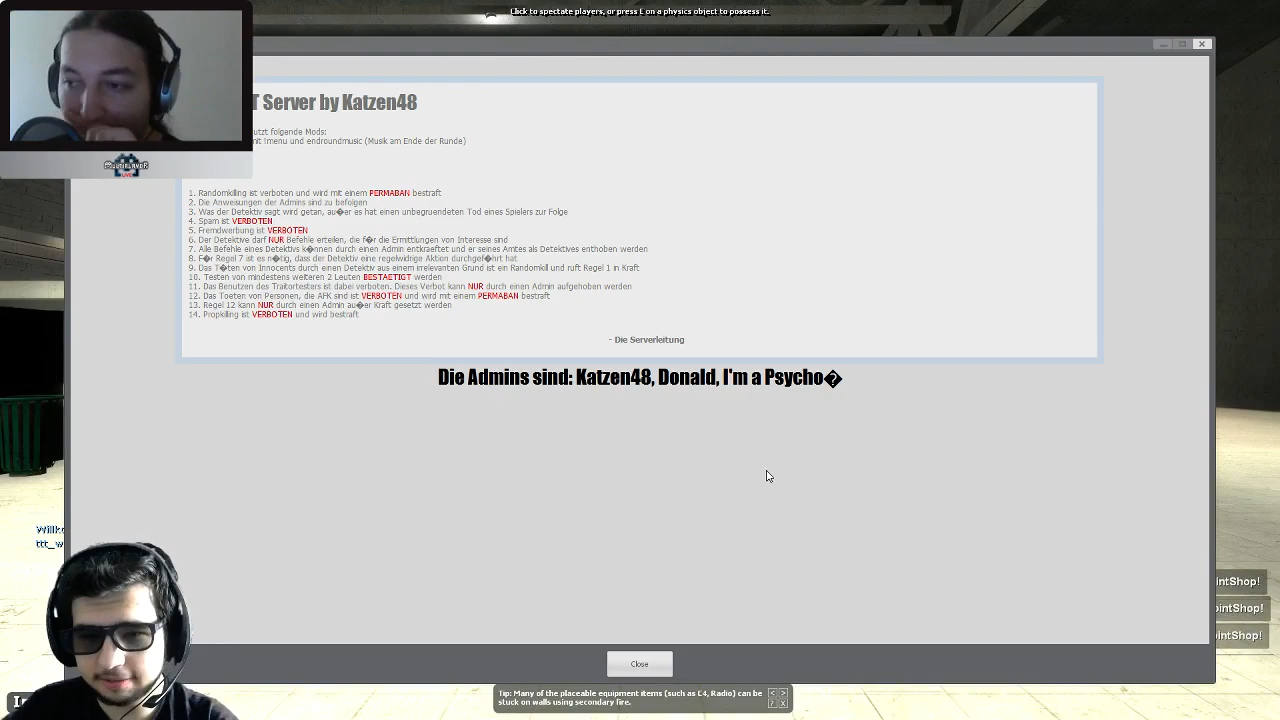 Click to spectate players, or press E on a physics object to possess it.
T Server by Katzen48
utzt folgende Mods:
mit !menu und endroundmusic (Musik am Ende der Runde)
1. Randomkilling ist verboten und wird mit einem PERMABAN bestraft
2. Die Anweisungen der Admins sind zu befolgen
3. Was der Detektiv sagt wird getan, au�er es hat einen unbegruendeten Tod eines Spielers zur Folge
4. Spam ist VERBOTEN
5. Fremdwerbung ist VERBOTEN
6. Der Detektive darf NUR Befehle erteilen, die f�r die Ermittlungen von Interesse sind
7. Alle Befehle eines Detektivs k�nnen durch einen Admin entkraeftet und er seines Amtes als Detektives enthoben werden
8. F�r Regel 7 ist es n�tig, dass der Detektiv eine regelwidrige Aktion durchgef�hrt hat
9. Das T�ten von Innocents durch einen Detektiv aus einem irrelevanten Grund ist ein Randomkill und ruft Regel 1 in Kraft
10. Testen von mindestens weiteren 2 Leuten BESTAETIGT werden
11. Das Benutzen des Traitortesters ist dabei verboten. Dieses Verbot kann NUR durch einen Admin aufgehoben werden
12. Das Toeten von Personen, die AFK sind ist VERBOTEN und wird mit einem PERMABAN bestraft
13. Regel 12 kann NUR durch einen Admin au�er Kraft gesetzt werden
14. Propkilling ist VERBOTEN und wird bestraft
- Die Serverleitung
Die Admins sind: Katzen48, Donald, I'm a Psycho�
MULTIPLAYER
LIVE
Willk
ttt_w
intShop!
ointShop!
ointShop!
Close
Tip: Many of the placeable equipment items (such as C4, Radio) can be
stuck on walls using secondary fire.